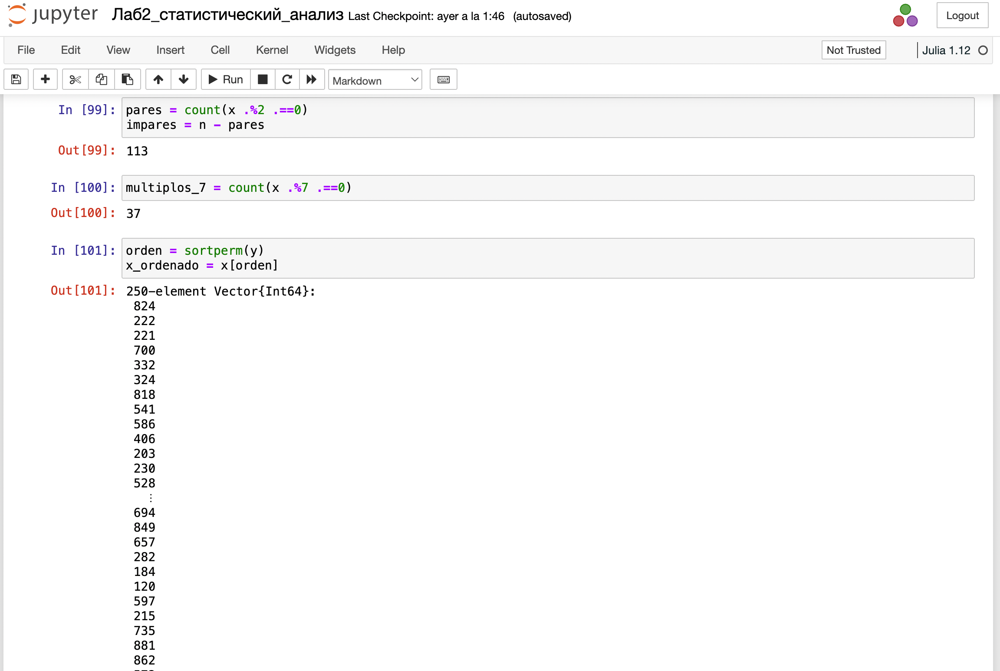 jupyter Лаб2_статистический_анализ Last Checkpoint: ayer a la 1:46 (autosaved) Logout
File Edit View Insert Cell Kernel Widgets Help Not Trusted Julia 1.12
Run Markdown
In [99]: pares = count(x .%2 .==0)
impares = n - pares
Out[99]: 113
In [100]: multiplos_7 = count(x .%7 .==0)
Out[100]: 37
In [101]: orden = sortperm(y)
x_ordenado = x[orden]
Out[101]: 250-element Vector{Int64}:
824
222
221
700
332
324
818
541
586
406
203
230
528
⋮
694
849
657
282
184
120
597
215
735
881
862